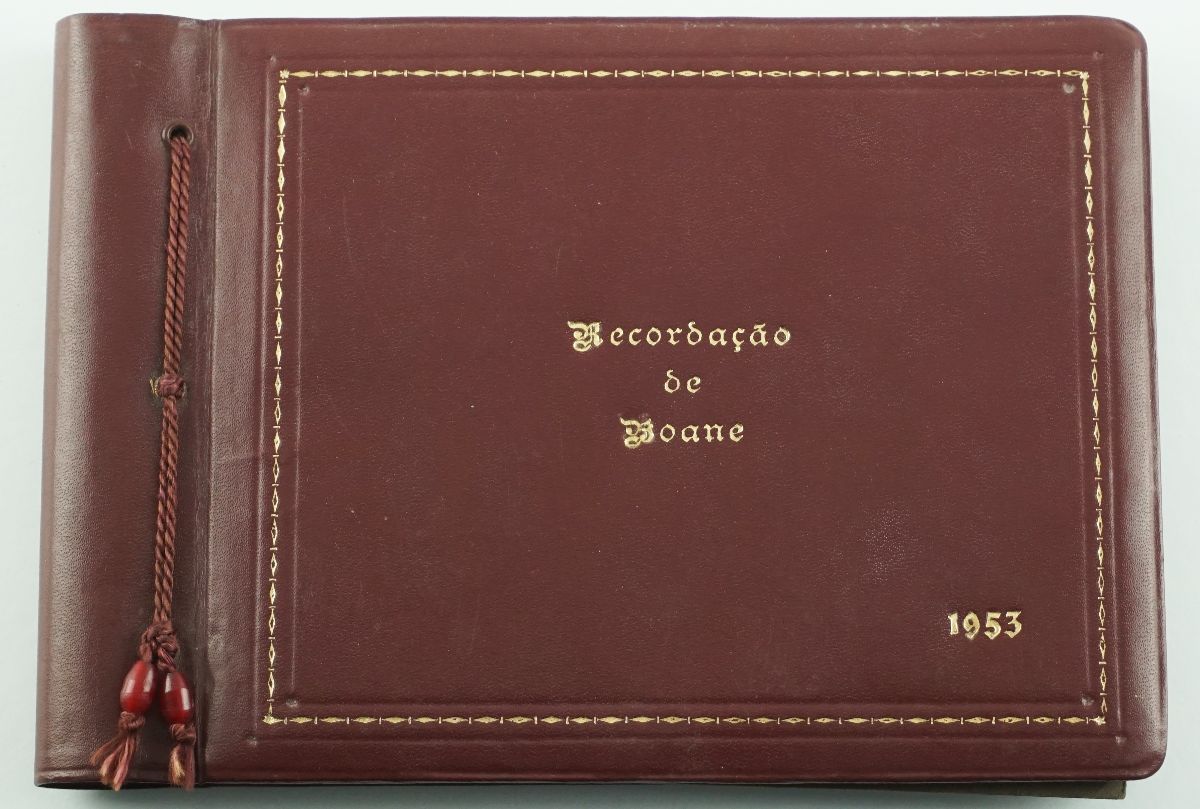 Recordação
de
Boane
1953